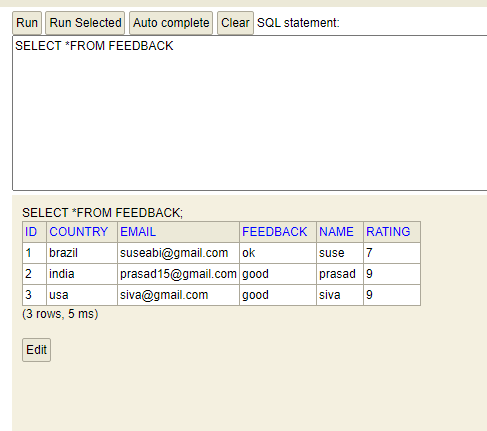 Run Run Selected Auto complete Clear SQL statement:
SELECT *FROM FEEDBACK
SELECT *FROM FEEDBACK;
ID COUNTRY EMAIL FEEDBACK NAME RATING
1 brazil suseabi@gmail.com ok suse 7
2 india prasad15@gmail.com good prasad 9
3 usa siva@gmail.com good siva 9
(3 rows, 5 ms)
Edit